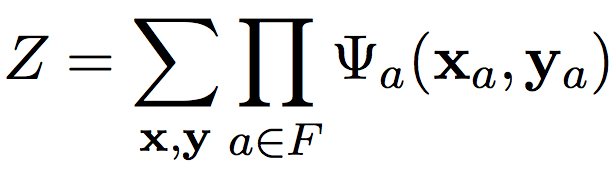 Z = ∑_{𝐱,𝐲} ∏_{a∈F} Ψ_a(𝐱_a, 𝐲_a)